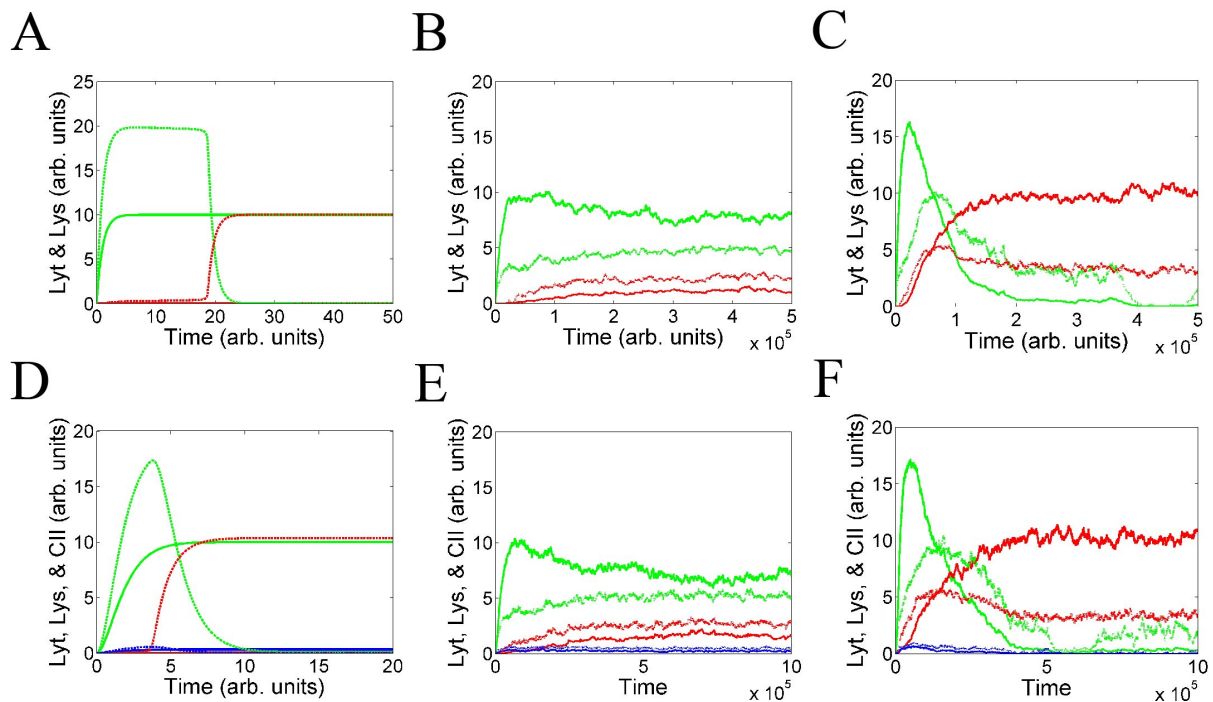 A
B
C
25
20
15
10
5
0
Lyt & Lys (arb. units)
0 10 20 30 40 50
Time (arb. units)
20
15
10
5
0
Lyt & Lys (arb. units)
0 1 2 3 4 5
Time (arb. units)
x 10^5
20
15
10
5
0
Lyt & Lys (arb. units)
0 1 2 3 4 5
Time (arb. units)
x 10^5
D
E
F
20
15
10
5
0
Lyt, Lys, & CII (arb. units)
0 5 10 15 20
Time (arb. units)
20
15
10
5
0
Lyt, Lys, & CII (arb. units)
0 5 10
Time
x 10^5
20
15
10
5
0
Lyt, Lys, & CII (arb. units)
0 5 10
Time
x 10^5